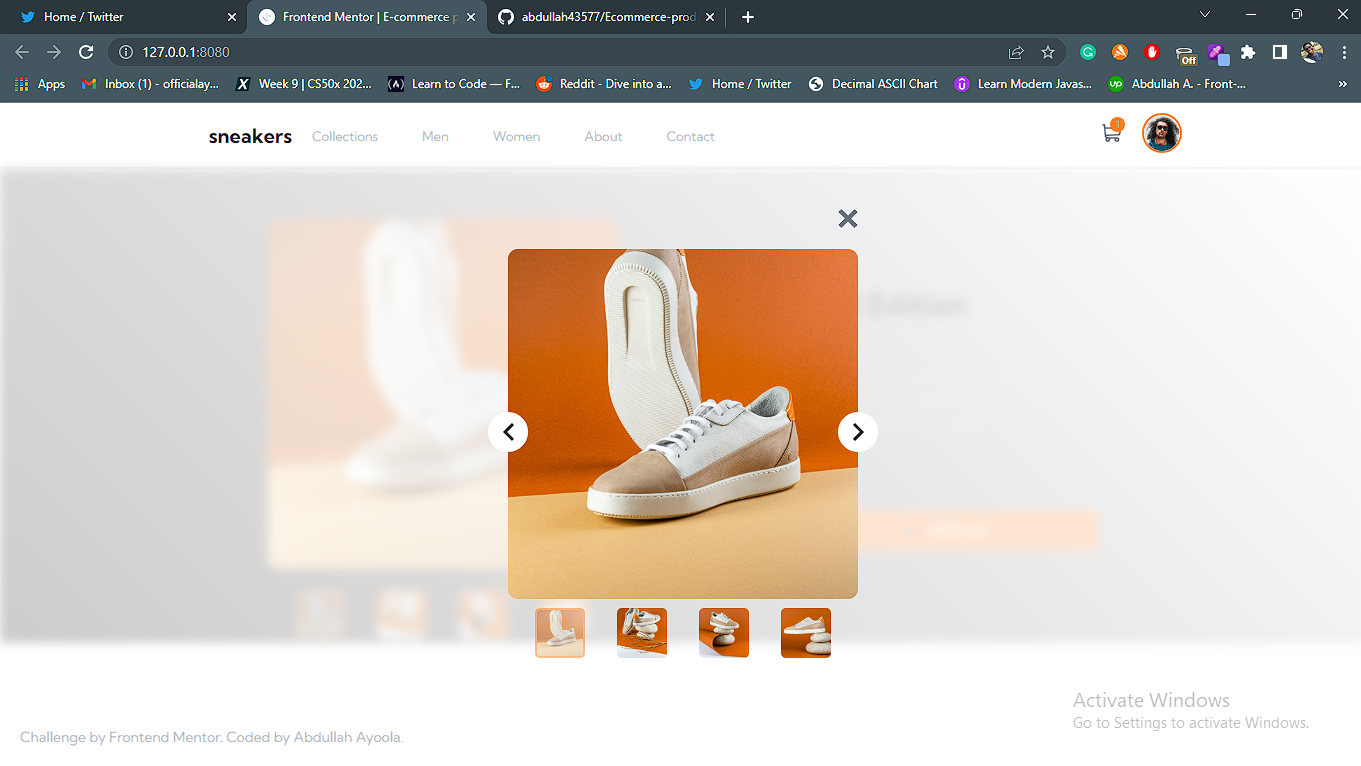 Home / Twitter
Frontend Mentor | E-commerce p
abdullah43577/Ecommerce-prod
127.0.0.1:8080
Off
Apps
Inbox (1) - officialay...
Week 9 | CS50x 202...
Learn to Code — F...
Reddit - Dive into a...
Home / Twitter
Decimal ASCII Chart
Learn Modern Javas...
Abdullah A. - Front-...
sneakers
Collections
Men
Women
About
Contact
Edition
Activate Windows
Go to Settings to activate Windows.
Challenge by Frontend Mentor. Coded by Abdullah Ayoola.